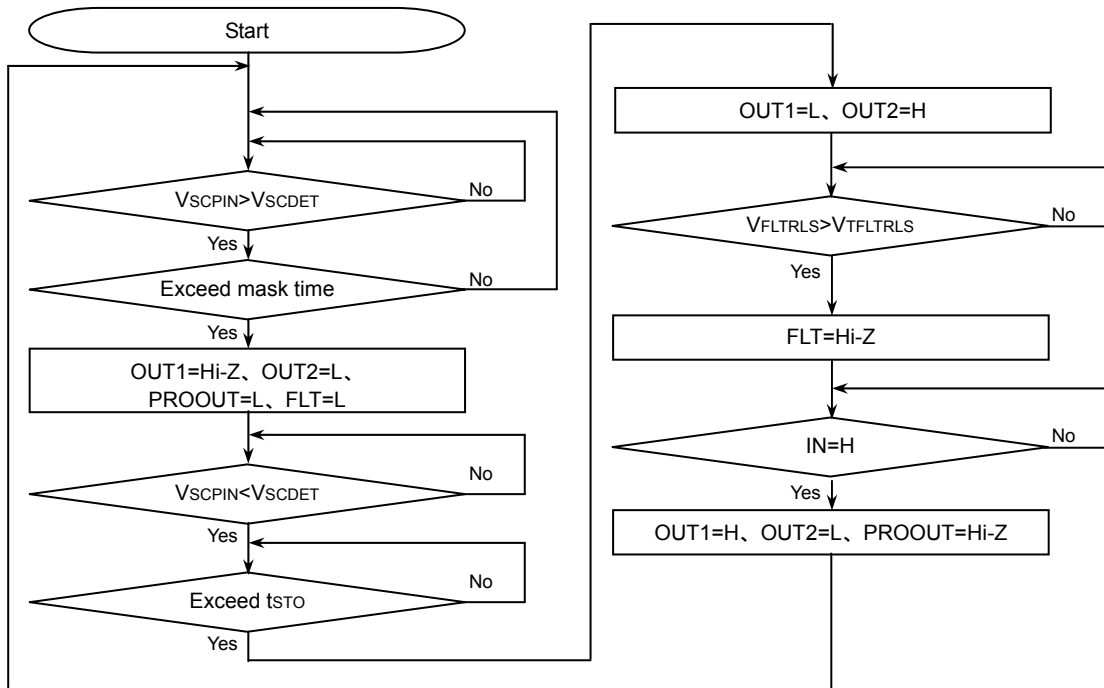 Start
VSCPIN>VSCDET
No
Yes
Exceed mask time
No
Yes
OUT1=Hi-Z、OUT2=L、
PROOUT=L、FLT=L
VSCPIN<VSCDET
No
Yes
Exceed tSTO
No
Yes
OUT1=L、OUT2=H
VFLTRLS>VTFLTRLS
No
Yes
FLT=Hi-Z
IN=H
No
Yes
OUT1=H、OUT2=L、PROOUT=Hi-Z